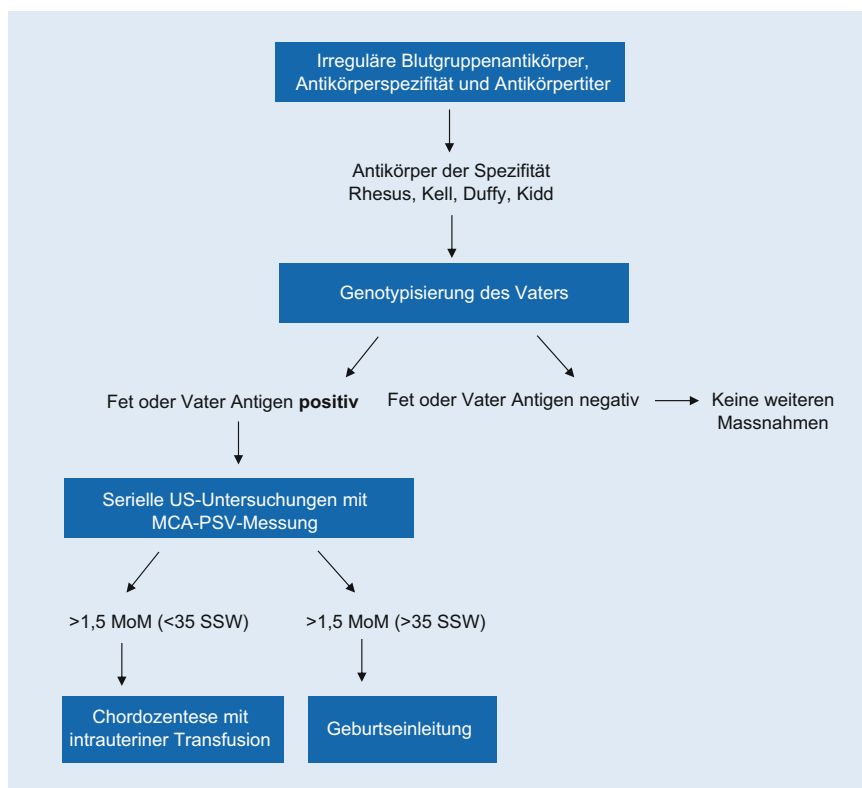 Irreguläre Blutgruppenantikörper,
Antikörperspezifität und Antikörpertiter
Antikörper der Spezifität
Rhesus, Kell, Duffy, Kidd
Genotypisierung des Vaters
Fet oder Vater Antigen positiv
Fet oder Vater Antigen negativ
Keine weiteren
Massnahmen
Serielle US-Untersuchungen mit
MCA-PSV-Messung
>1,5 MoM (<35 SSW)
>1,5 MoM (>35 SSW)
Chordozentese mit
intrauteriner Transfusion
Geburtseinleitung